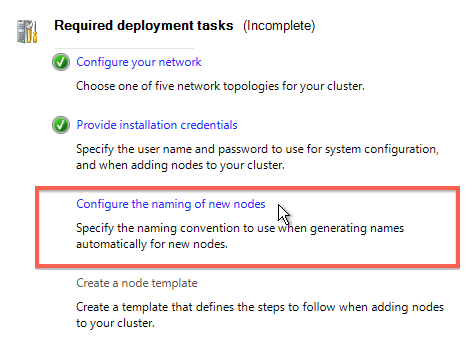 Required deployment tasks (Incomplete)
Configure your network
Choose one of five network topologies for your cluster.
Provide installation credentials
Specify the user name and password to use for system configuration,
and when adding nodes to your cluster.
Configure the naming of new nodes
Specify the naming convention to use when generating names
automatically for new nodes.
Create a node template
Create a template that defines the steps to follow when adding nodes
to your cluster.